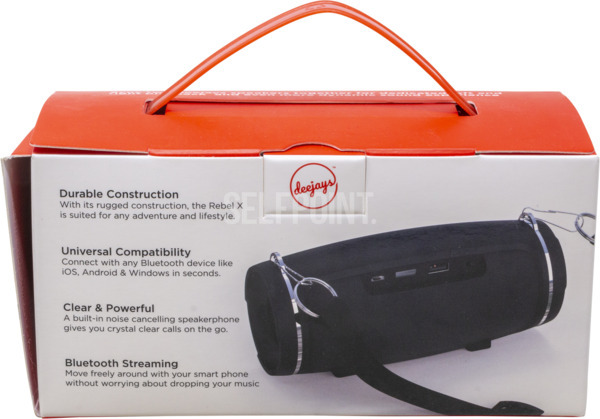 deejays
SELFPOINT.
Durable Construction
With its rugged construction, the Rebel X
is suited for any adventure and lifestyle.
Universal Compatibility
Connect with any Bluetooth device like
iOS, Android & Windows in seconds.
Clear & Powerful
A built-in noise cancelling speakerphone
gives you crystal clear calls on the go.
Bluetooth Streaming
Move freely around with your smart phone
without worrying about dropping your music